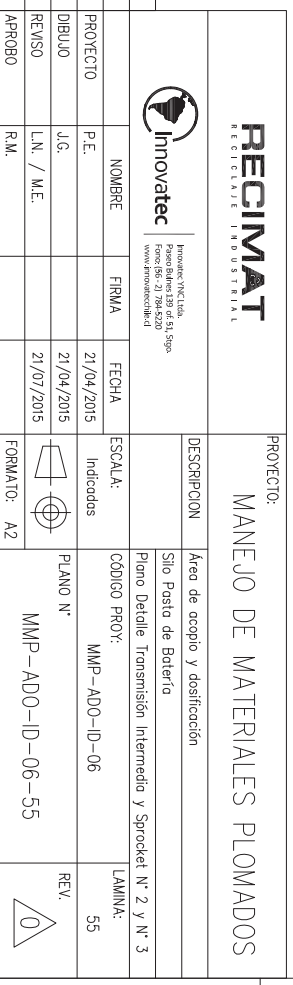 RECIMAT
RECICLAJE INDUSTRIAL
PROYECTO:
MANEJO DE MATERIALES PLOMADOS
Innovatec
Innovatec YNC Ltda.
Paseo Bulnes 139 of. 51, Stgo.
Fono: (56 - 2) 784-5220
www.innovatecchile.cl
DESCRIPCION
Área de acopio y dosificación
Silo Pasta de Batería
Plano Detalle Transmisión Intermedia y Sprocket N° 2 y N° 3
NOMBRE FIRMA FECHA
PROYECTO P.E. 21/04/2015
DIBUJO J.G. 21/04/2015
REVISO L.N. / M.E. 21/07/2015
APROBO R.M.
ESCALA:
Indicadas
FORMATO: A2
CÓDIGO PROY:
MMP-ADO-ID-06
LAMINA:
55
PLANO N°
MMP-ADO-ID-06-55
REV.
0